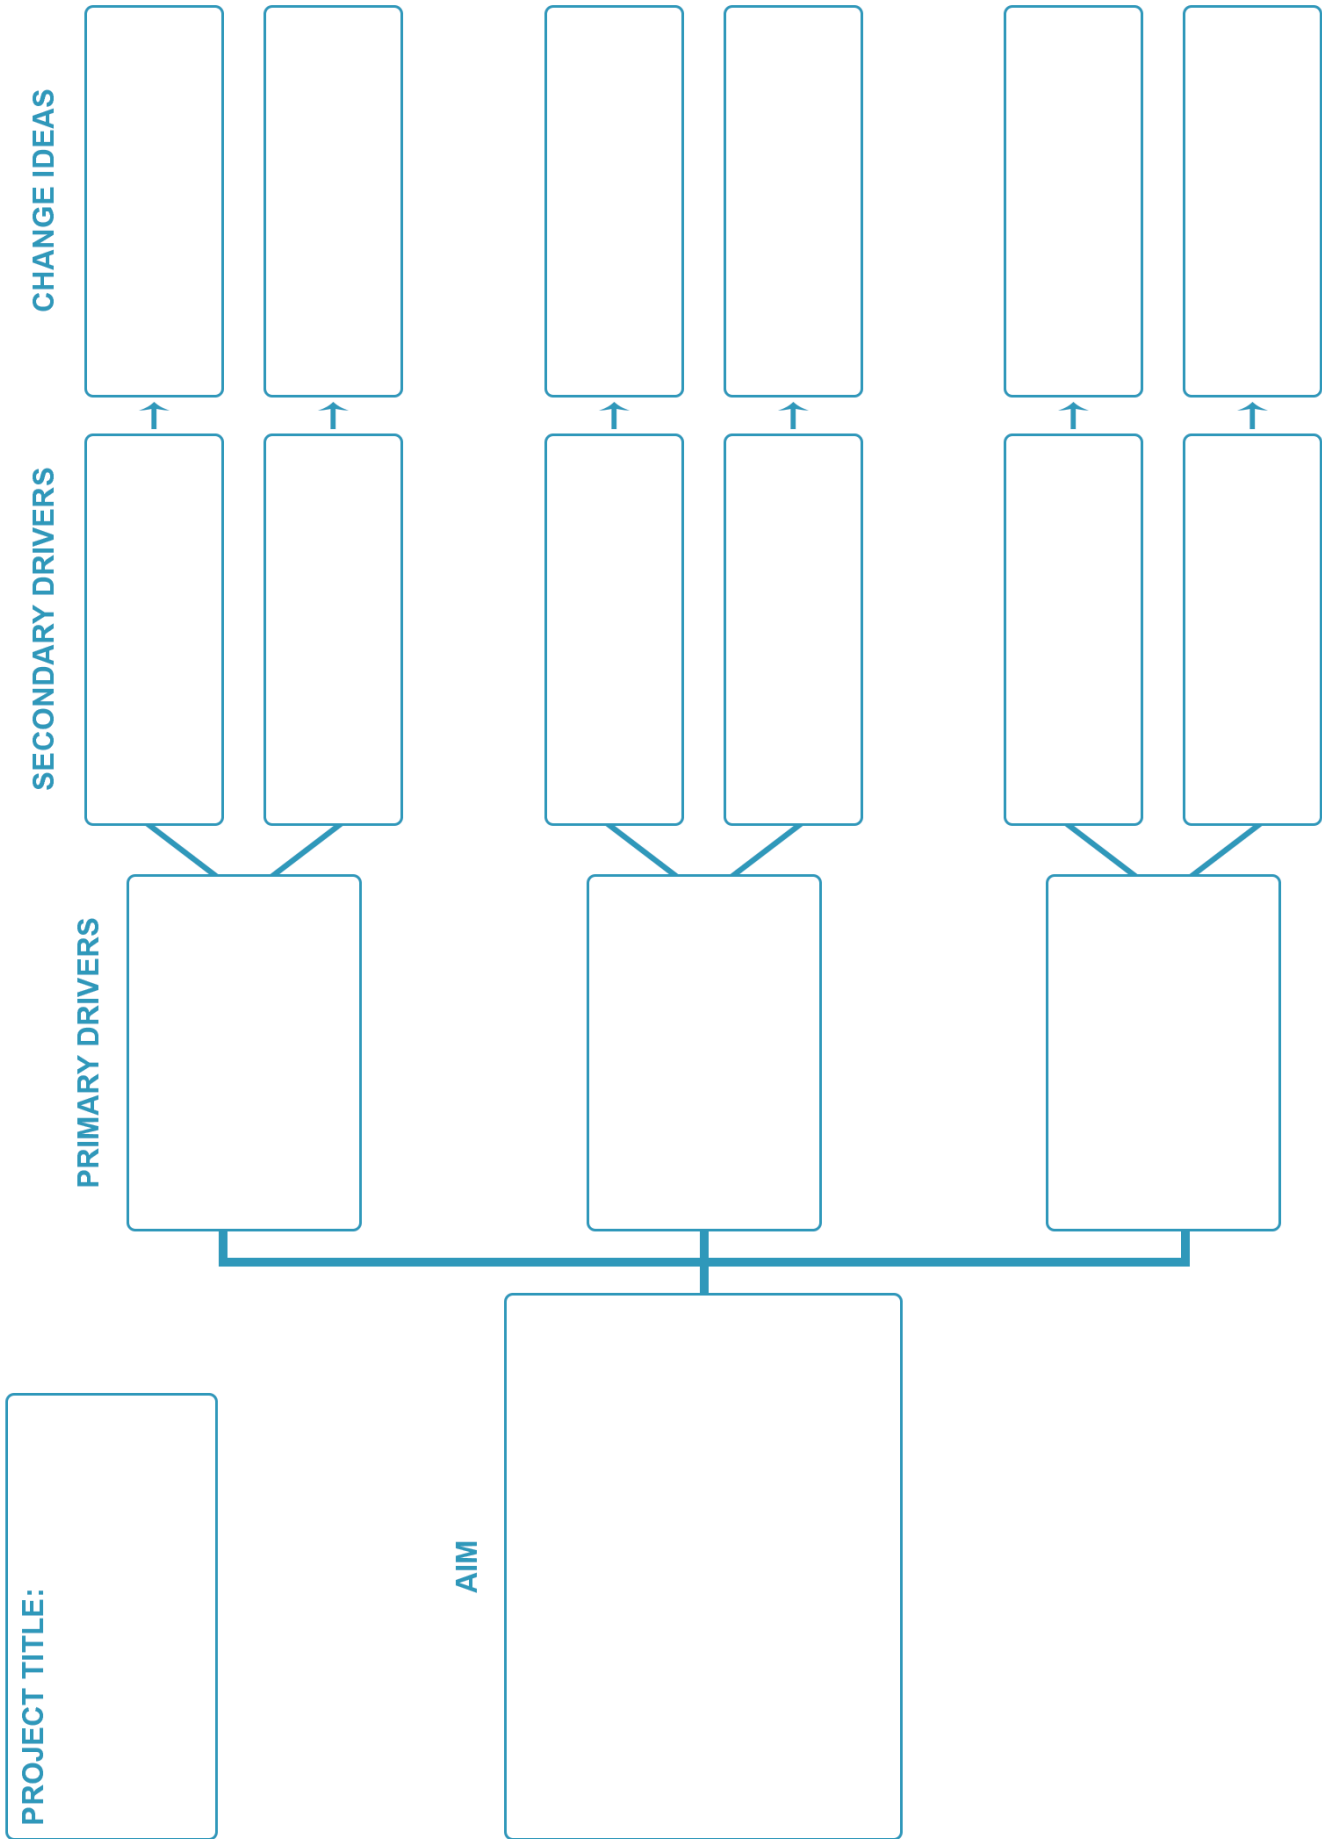 PROJECT TITLE:
AIM
PRIMARY DRIVERS
SECONDARY DRIVERS
CHANGE IDEAS